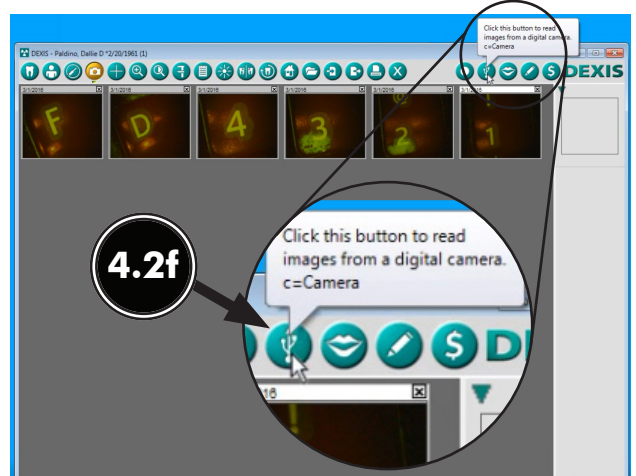 Click this button to read
images from a digital camera.
c=Camera
DEXIS - Paldino, Dallie D *2/20/1961 (1)
DEXIS
3/1/2016
3/1/2016
3/1/2016
3/1/2016
3/1/2016
3/1/2016
F
D
4
3
@
2
!
1
4.2f
Click this button to read
images from a digital camera.
c=Camera
$
DE
016